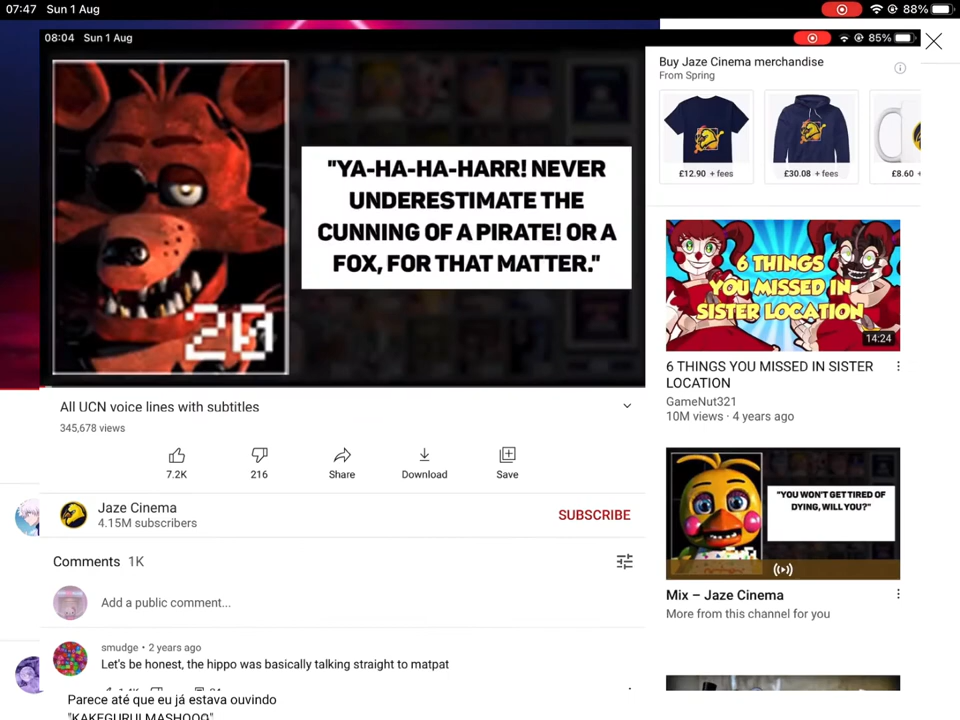 07:47 Sun 1 Aug
88%
08:04 Sun 1 Aug
85%
"YA-HA-HA-HARR! NEVER
UNDERESTIMATE THE
CUNNING OF A PIRATE! OR A
FOX, FOR THAT MATTER."
20
All UCN voice lines with subtitles
345,678 views
7.2K
216
Share
Download
Save
Jaze Cinema
4.15M subscribers
SUBSCRIBE
Comments 1K
Add a public comment...
smudge • 2 years ago
Let's be honest, the hippo was basically talking straight to matpat
Parece até que eu já estava ouvindo
"KAKEGURUI MASHOOO"
Buy Jaze Cinema merchandise
From Spring
£12.90 + fees
£30.08 + fees
£8.60 +
6 THINGS
YOU MISSED IN
SISTER LOCATION
14:24
6 THINGS YOU MISSED IN SISTER
LOCATION
GameNut321
10M views · 4 years ago
"YOU WON'T GET TIRED OF
DYING, WILL YOU?"
Mix – Jaze Cinema
More from this channel for you